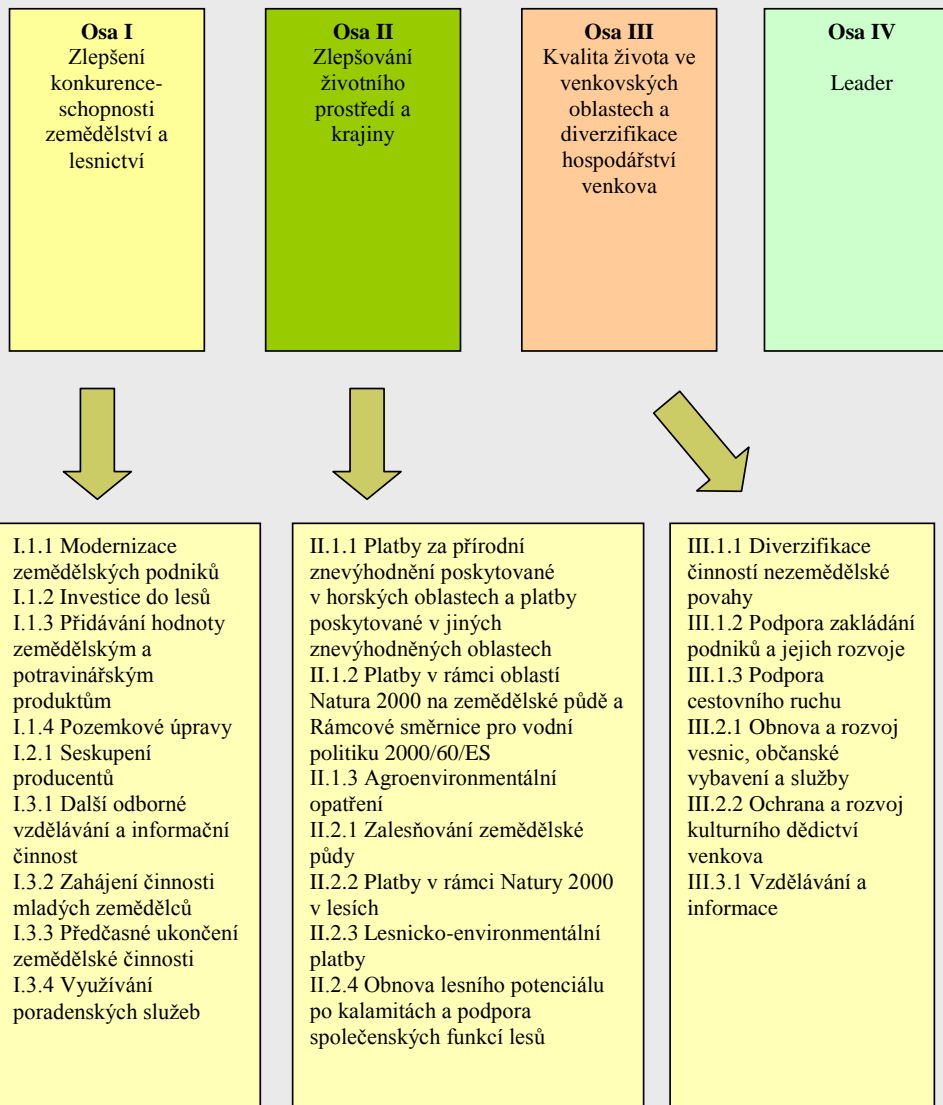 Osa I
Zlepšení
konkurence-
schopnosti
zemědělství a
lesnictví
Osa II
Zlepšování
životního
prostředí a
krajiny
Osa III
Kvalita života ve
venkovských
oblastech a
diverzifikace
hospodářství
venkova
Osa IV
Leader
I.1.1 Modernizace
zemědělských podniků
I.1.2 Investice do lesů
I.1.3 Přidávání hodnoty
zemědělským a
potravinářským
produktům
I.1.4 Pozemkové úpravy
I.2.1 Seskupení
producentů
I.3.1 Další odborné
vzdělávání a informační
činnost
I.3.2 Zahájení činnosti
mladých zemědělců
I.3.3 Předčasné ukončení
zemědělské činnosti
I.3.4 Využívání
poradenských služeb
II.1.1 Platby za přírodní
znevýhodnění poskytované
v horských oblastech a platby
poskytované v jiných
znevýhodněných oblastech
II.1.2 Platby v rámci oblastí
Natura 2000 na zemědělské půdě a
Rámcové směrnice pro vodní
politiku 2000/60/ES
II.1.3 Agroenvironmentální
opatření
II.2.1 Zalesňování zemědělské
půdy
II.2.2 Platby v rámci Natury 2000
v lesích
II.2.3 Lesnicko-environmentální
platby
II.2.4 Obnova lesního potenciálu
po kalamitách a podpora
společenských funkcí lesů
III.1.1 Diverzifikace
činností nezemědělské
povahy
III.1.2 Podpora zakládání
podniků a jejich rozvoje
III.1.3 Podpora
cestovního ruchu
III.2.1 Obnova a rozvoj
vesnic, občanské
vybavení a služby
III.2.2 Ochrana a rozvoj
kulturního dědictví
venkova
III.3.1 Vzdělávání a
informace